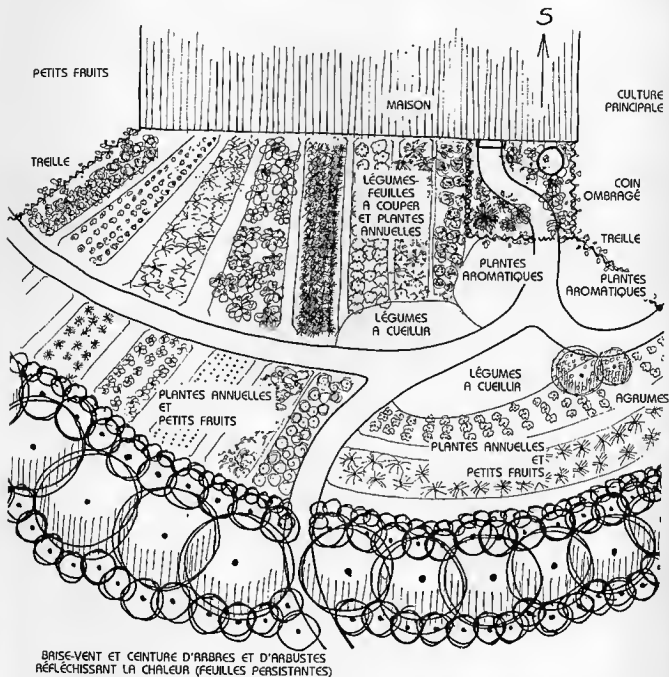 S
PETITS FRUITS
MAISON
CULTURE
PRINCIPALE
TREILLE
LÉGUMES-
FEUILLES
A COUPER
ET PLANTES
ANNUELLES
COIN
OMBRAGÉ
TREILLE
PLANTES
AROMATIQUES
PLANTES
AROMATIQUES
LÉGUMES
A CUEILLIR
LÉGUMES
A CUEILLIR
AGRUMES
PLANTES ANNUELLES
ET
PETITS FRUITS
PLANTES ANNUELLES
ET
PETITS FRUITS
BRISE-VENT ET CEINTURE D'ARBRES ET D'ARBUSTES
RÉFLÉCHISSANT LA CHALEUR (FEUILLES PERSISTANTES)